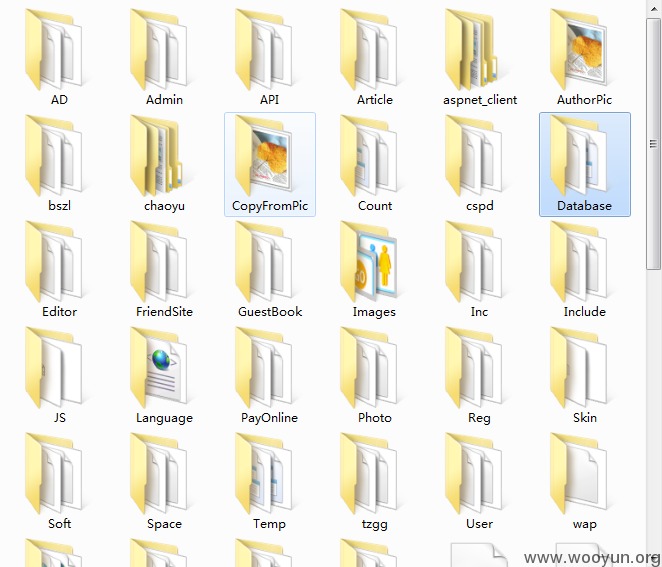 AD Admin API Article aspnet_client AuthorPic
bszl chaoyu CopyFromPic Count cspd Database
Editor FriendSite GuestBook Images Inc Include
JS Language PayOnline Photo Reg Skin
Soft Space Temp tzgg User wap
www.wooyun.org